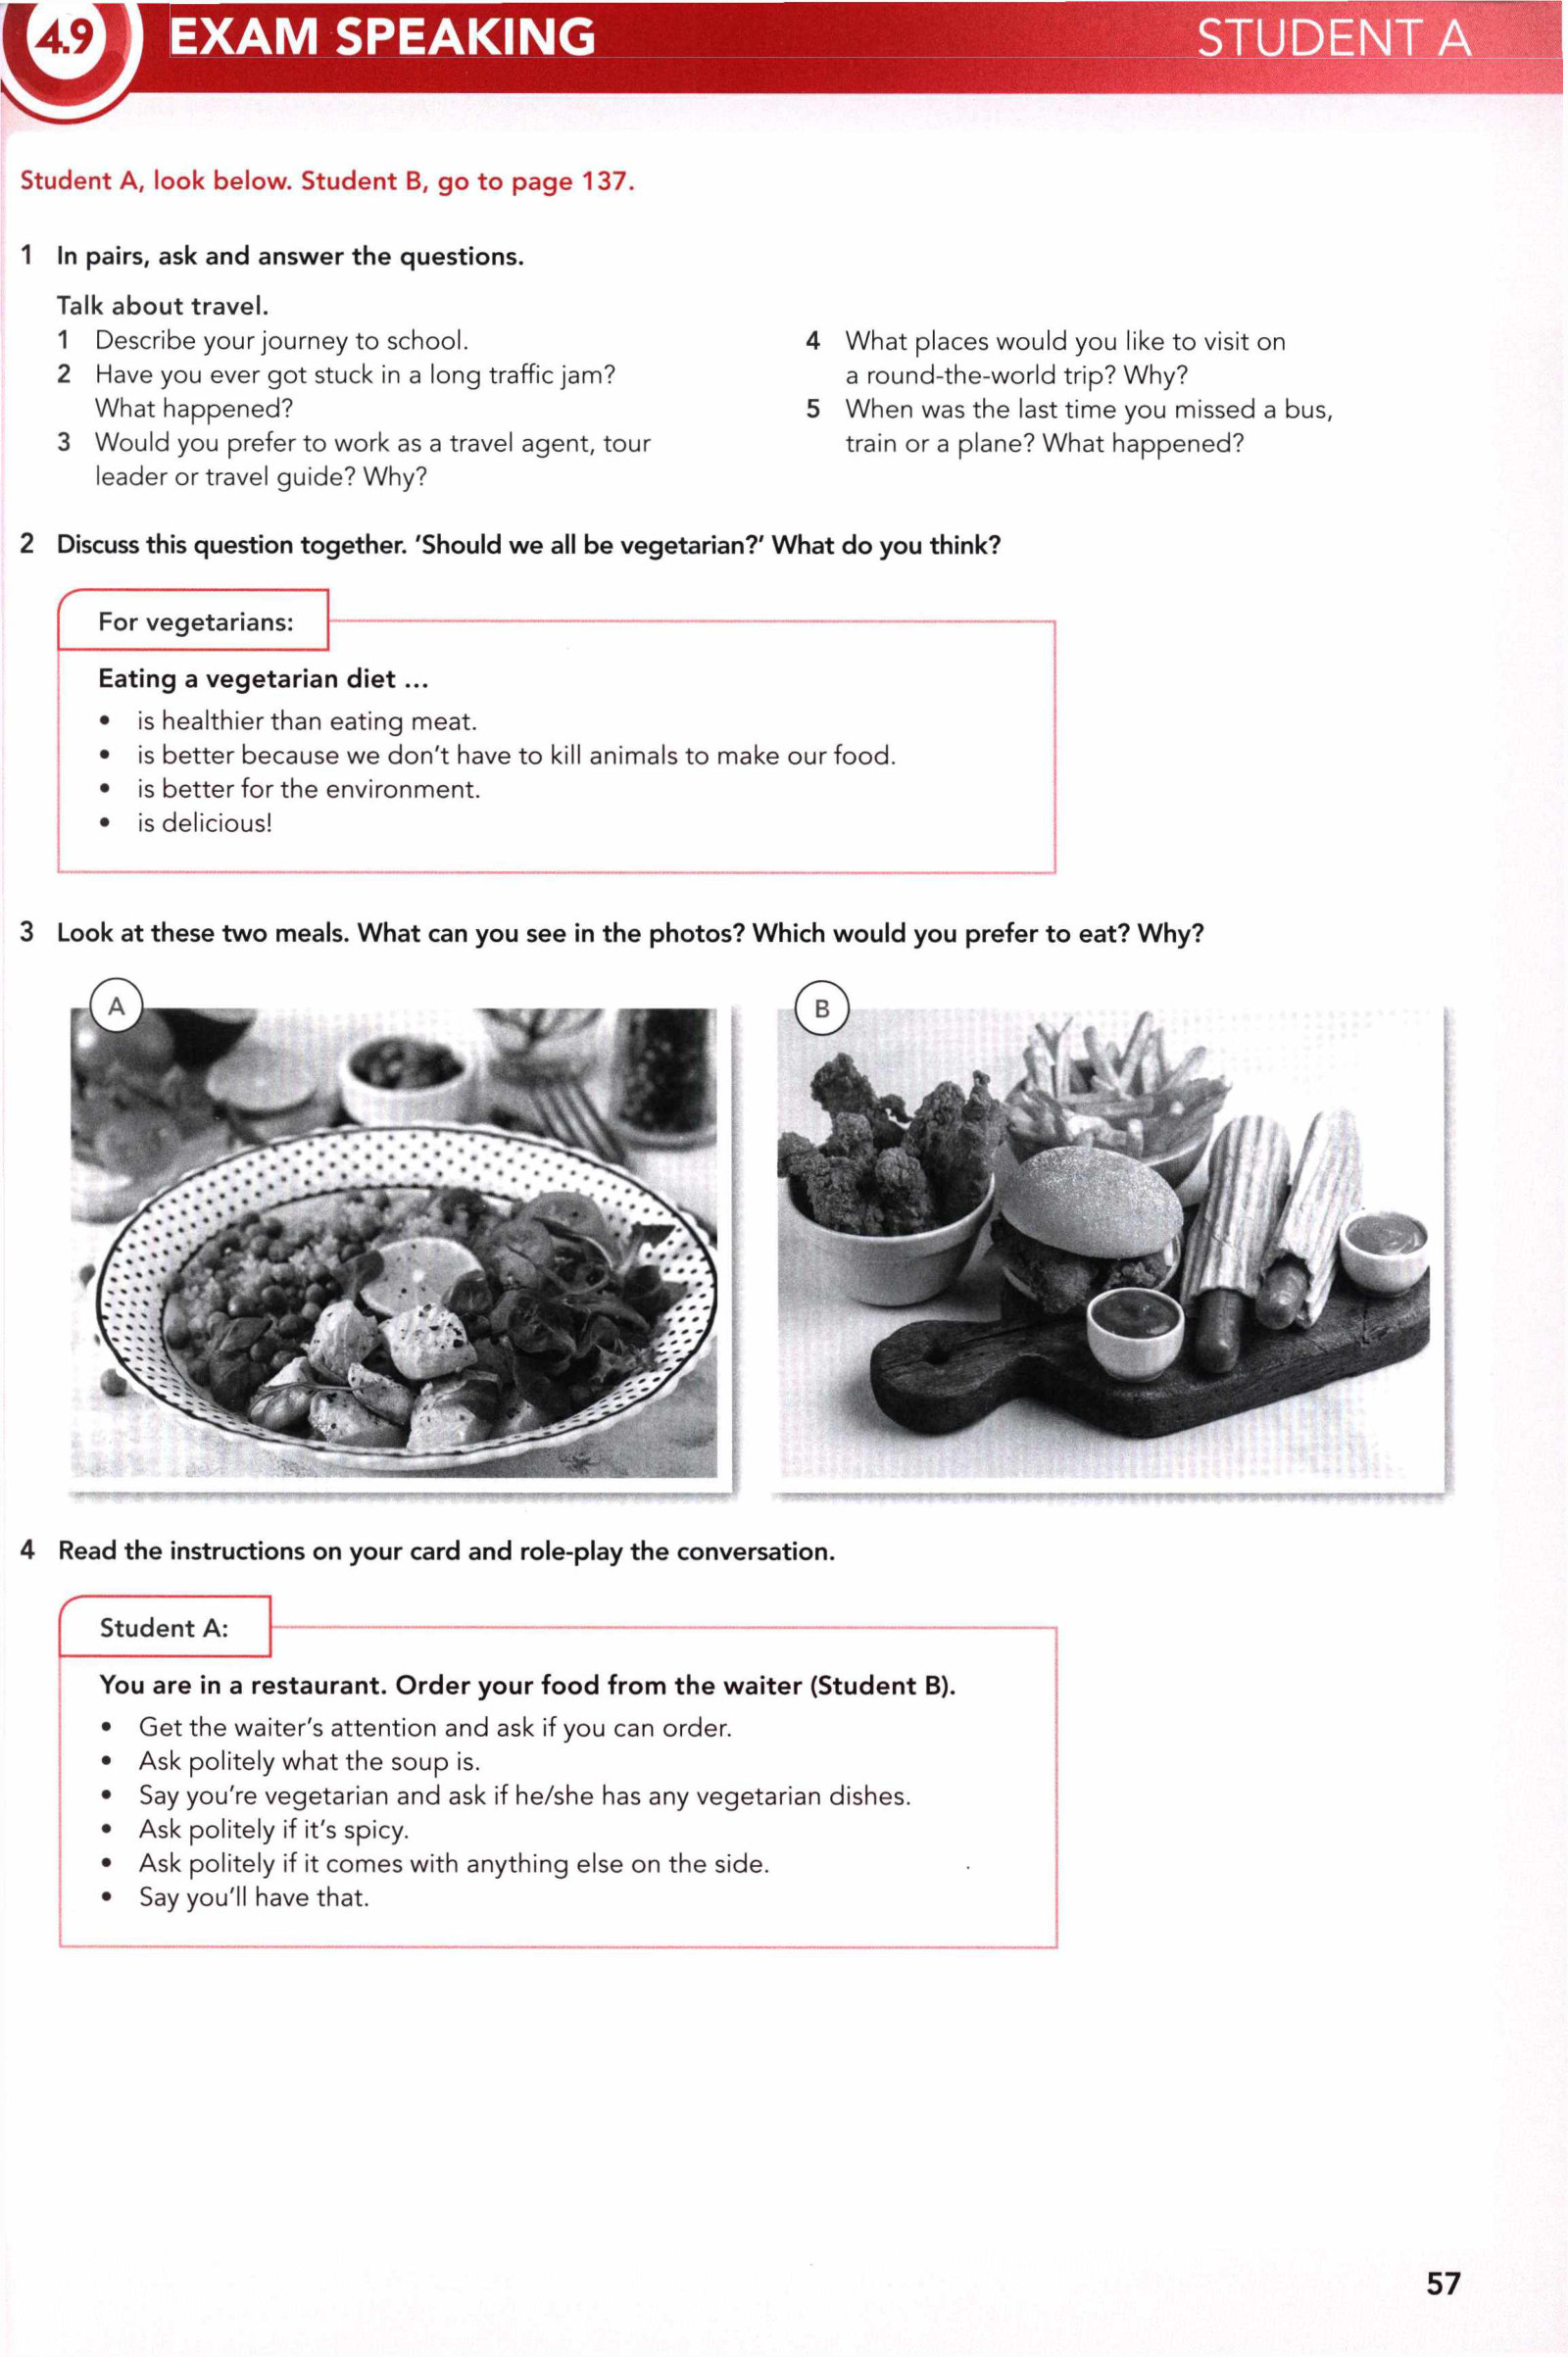 4.9
EXAM SPEAKING
STUDENT A
Student A, look below. Student B, go to page 137.
1 In pairs, ask and answer the questions.
Talk about travel.
1 Describe your journey to school.
2 Have you ever got stuck in a long traffic jam?
What happened?
3 Would you prefer to work as a travel agent, tour
leader or travel guide? Why?
4 What places would you like to visit on
a round-the-world trip? Why?
5 When was the last time you missed a bus,
train or a plane? What happened?
2 Discuss this question together. ‘Should we all be vegetarian?’ What do you think?
For vegetarians:
Eating a vegetarian diet ...
• is healthier than eating meat.
• is better because we don't have to kill animals to make our food.
• is better for the environment.
• is delicious!
3 Look at these two meals. What can you see in the photos? Which would you prefer to eat? Why?
A
B
4 Read the instructions on your card and role-play the conversation.
Student A:
You are in a restaurant. Order your food from the waiter (Student B).
• Get the waiter's attention and ask if you can order.
• Ask politely what the soup is.
• Say you're vegetarian and ask if he/she has any vegetarian dishes.
• Ask politely if it's spicy.
• Ask politely if it comes with anything else on the side.
• Say you'll have that.
57